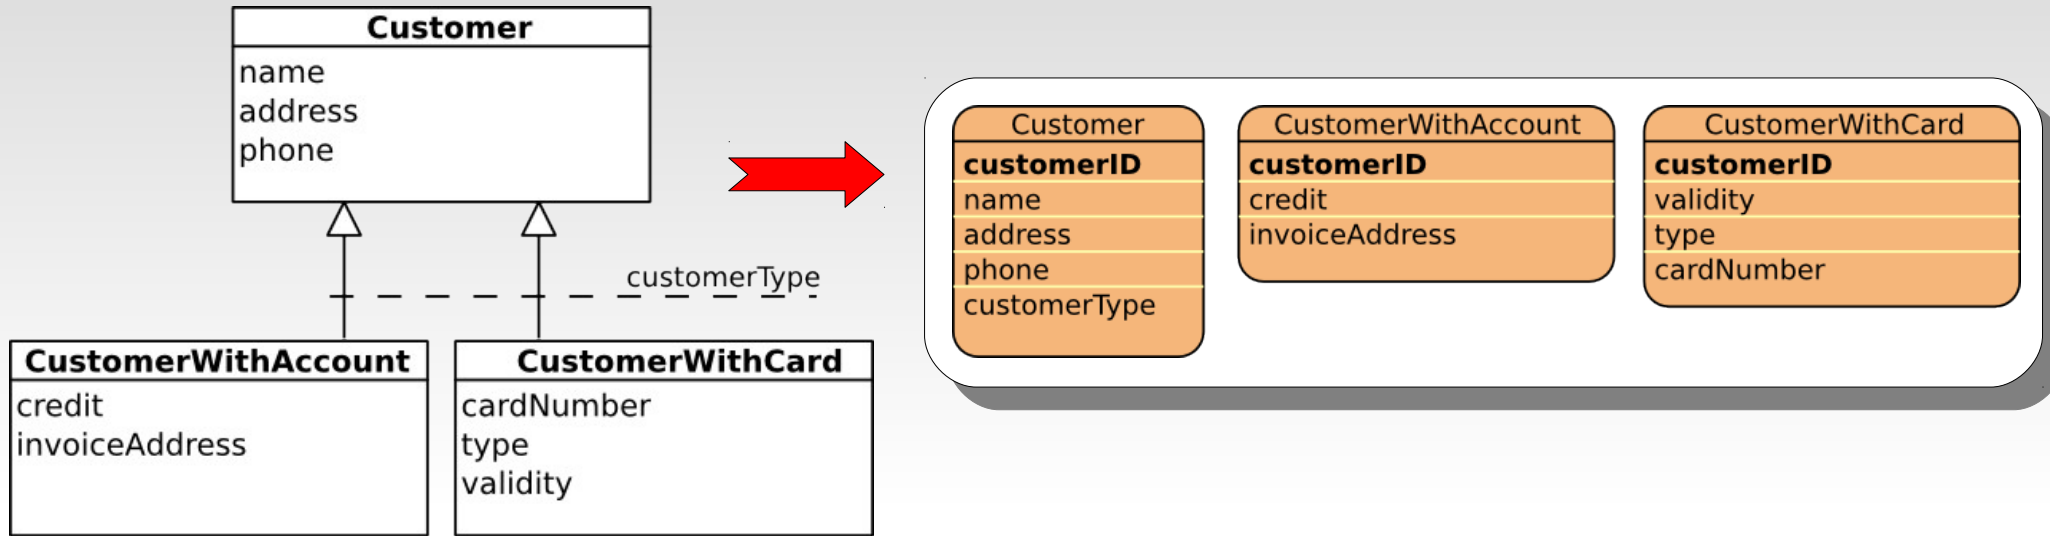 Customer
name
address
phone
customerType
CustomerWithAccount
credit
invoiceAddress
CustomerWithCard
cardNumber
type
validity
Customer
customerID
name
address
phone
customerType
CustomerWithAccount
customerID
credit
invoiceAddress
CustomerWithCard
customerID
validity
type
cardNumber